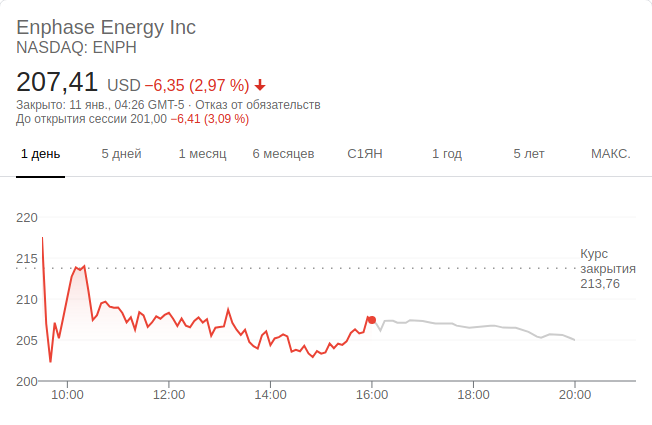 Enphase Energy Inc
NASDAQ: ENPH
207,41 USD −6,35 (2,97 %)
Закрыто: 11 янв., 04:26 GMT-5 · Отказ от обязательств
До открытия сессии 201,00 −6,41 (3,09 %)
1 день 5 дней 1 месяц 6 месяцев С1ЯН 1 год 5 лет МАКС.
220
215
210
205
200
Курс
закрытия
213,76
10:00 12:00 14:00 16:00 18:00 20:00